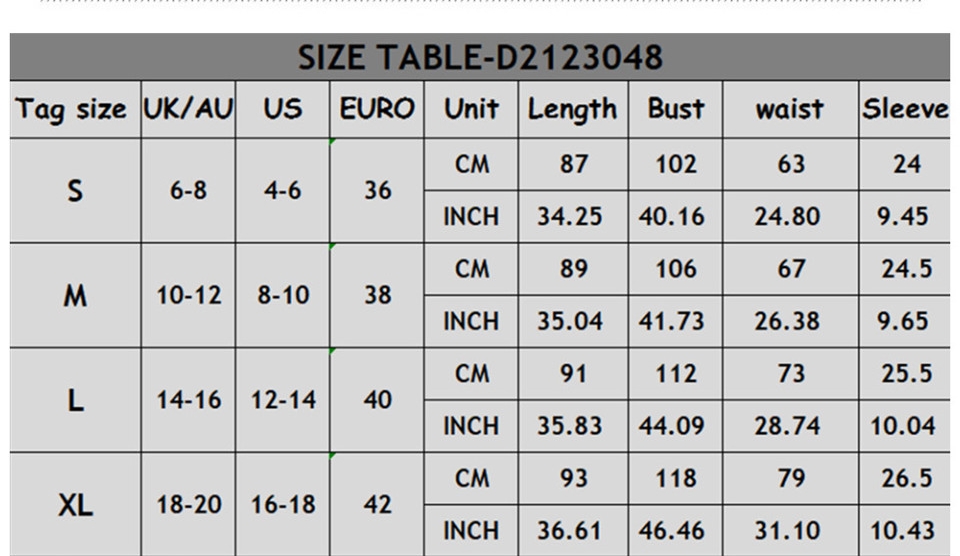 SIZE TABLE-D2123048
Tag size UK/AU US EURO Unit Length Bust waist Sleeve
S 6-8 4-6 36 CM 87 102 63 24
INCH 34.25 40.16 24.80 9.45
M 10-12 8-10 38 CM 89 106 67 24.5
INCH 35.04 41.73 26.38 9.65
L 14-16 12-14 40 CM 91 112 73 25.5
INCH 35.83 44.09 28.74 10.04
XL 18-20 16-18 42 CM 93 118 79 26.5
INCH 36.61 46.46 31.10 10.43